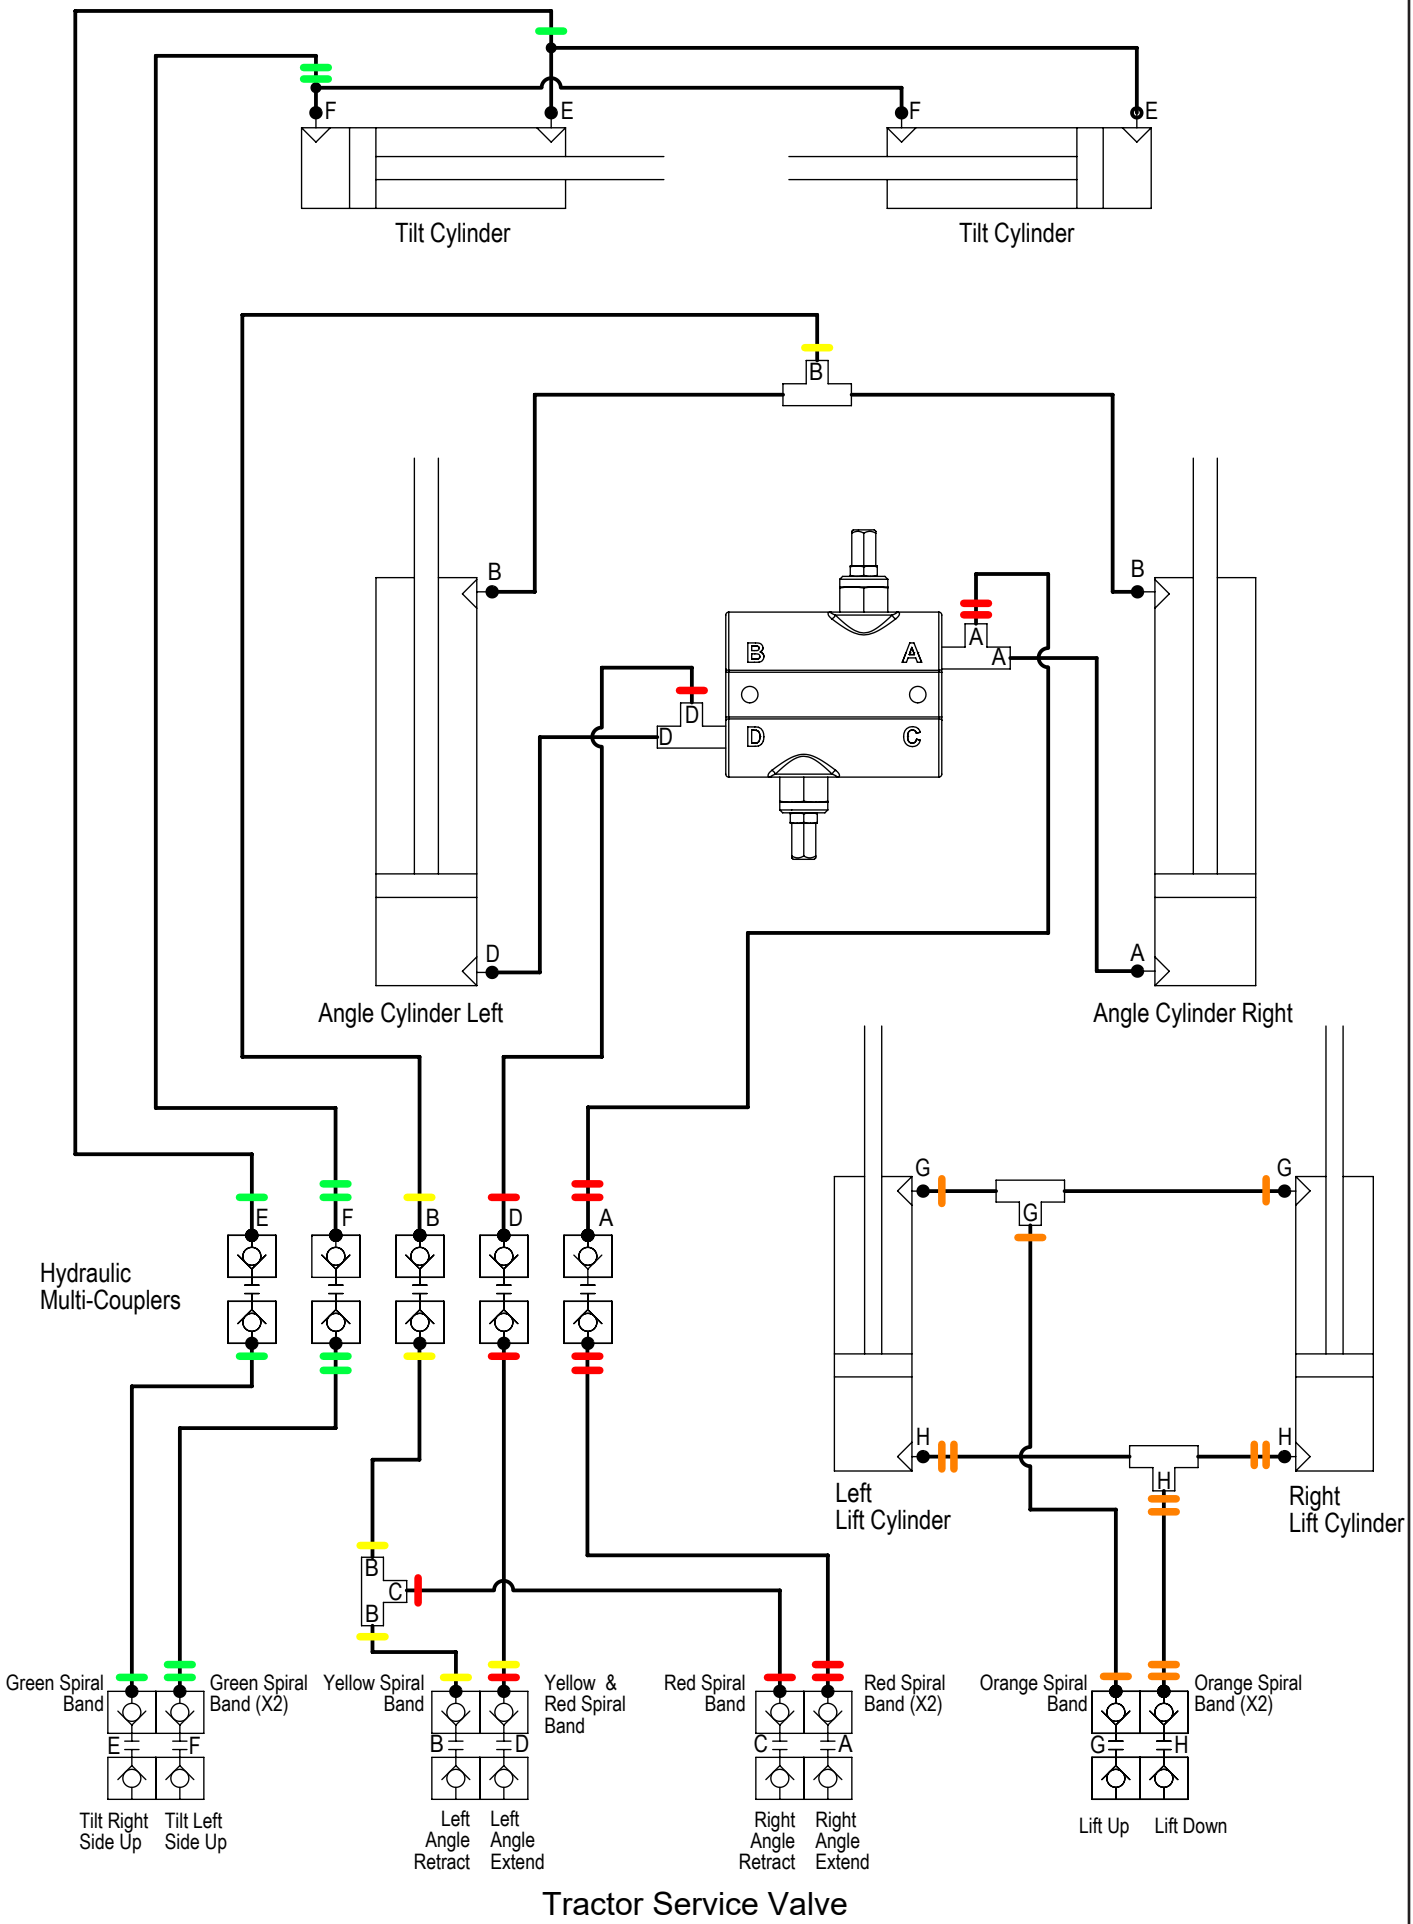 F
E
F
E
Tilt Cylinder
Tilt Cylinder
B
B
B
B
A
A
A
D
D
D
C
D
A
Angle Cylinder Left
Angle Cylinder Right
G
G
G
E
F
B
D
A
Hydraulic
Multi-Couplers
H
H
H
Left
Lift Cylinder
Right
Lift Cylinder
B
C
B
Green Spiral
Band
Green Spiral
Band (X2)
Yellow Spiral
Band
Yellow &
Red Spiral
Band
Red Spiral
Band
Red Spiral
Band (X2)
Orange Spiral
Band
Orange Spiral
Band (X2)
E
F
B
D
C
A
G
H
Tilt Right
Side Up
Tilt Left
Side Up
Left
Angle
Retract
Left
Angle
Extend
Right
Angle
Retract
Right
Angle
Extend
Lift Up
Lift Down
Tractor Service Valve